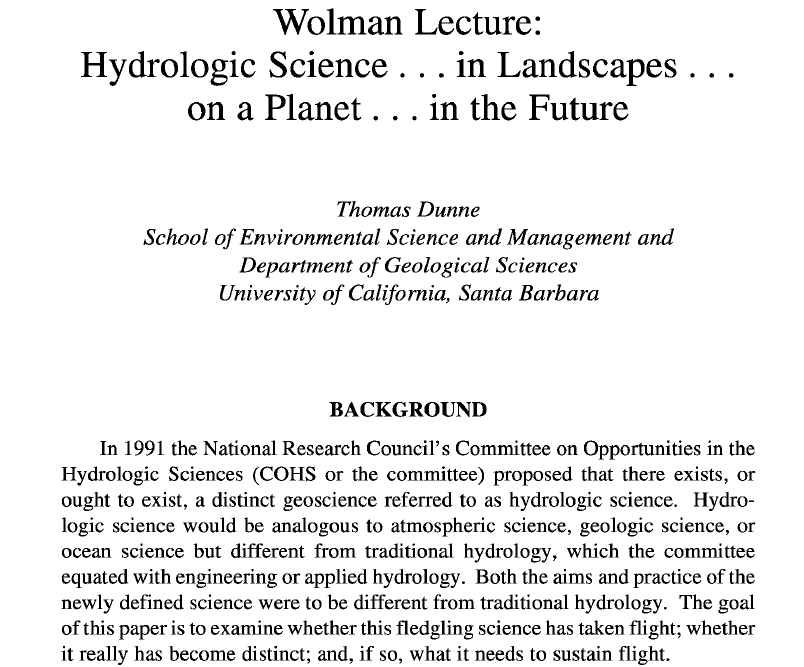 Wolman Lecture:
Hydrologic Science . . . in Landscapes . . .
on a Planet . . . in the Future
Thomas Dunne
School of Environmental Science and Management and
Department of Geological Sciences
University of California, Santa Barbara
BACKGROUND
In 1991 the National Research Council's Committee on Opportunities in the
Hydrologic Sciences (COHS or the committee) proposed that there exists, or
ought to exist, a distinct geoscience referred to as hydrologic science. Hydro-
logic science would be analogous to atmospheric science, geologic science, or
ocean science but different from traditional hydrology, which the committee
equated with engineering or applied hydrology. Both the aims and practice of the
newly defined science were to be different from traditional hydrology. The goal
of this paper is to examine whether this fledgling science has taken flight; whether
it really has become distinct; and, if so, what it needs to sustain flight.